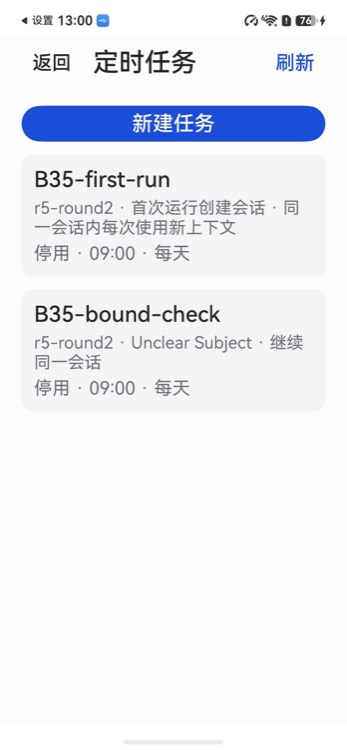 设置 13:00
76
返回 定时任务 刷新
新建任务
B35-first-run
r5-round2 · 首次运行创建会话 · 同
一会话内每次使用新上下文
停用 · 09:00 · 每天
B35-bound-check
r5-round2 · Unclear Subject · 继续
同一会话
停用 · 09:00 · 每天